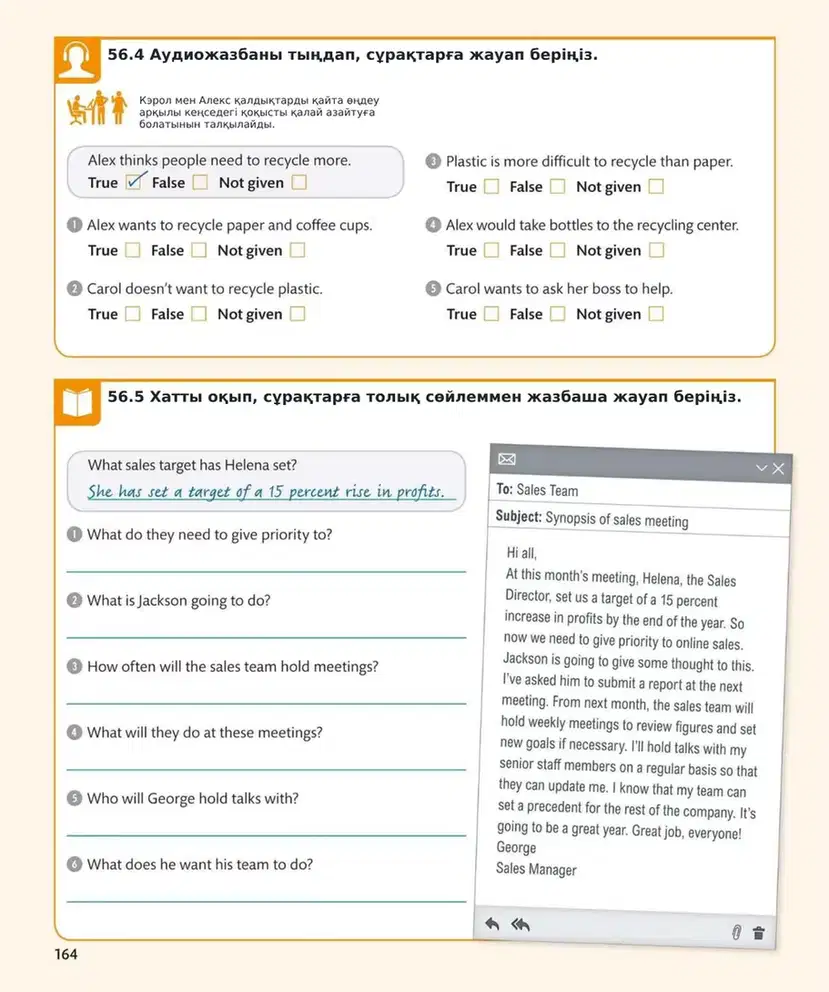 56.4 Аудиожазбаны тыңдап, сұрақтарға жауап беріңіз.
Кэрол мен Алекс қалдықтарды қайта өңдеу
арқылы кеңседегі қоқысты қалай азайтуға
болатынын талқылайды.
Alex thinks people need to recycle more.
True False Not given
1 Alex wants to recycle paper and coffee cups.
True False Not given
2 Carol doesn't want to recycle plastic.
True False Not given
3 Plastic is more difficult to recycle than paper.
True False Not given
4 Alex would take bottles to the recycling center.
True False Not given
5 Carol wants to ask her boss to help.
True False Not given
56.5 Хатты оқып, сұрақтарға толық сөйлеммен жазбаша жауап беріңіз.
What sales target has Helena set?
She has set a target of a 15 percent rise in profits.
1 What do they need to give priority to?
2 What is Jackson going to do?
3 How often will the sales team hold meetings?
4 What will they do at these meetings?
5 Who will George hold talks with?
6 What does he want his team to do?
To: Sales Team
Subject: Synopsis of sales meeting
Hi all,
At this month's meeting, Helena, the Sales
Director, set us a target of a 15 percent
increase in profits by the end of the year. So
now we need to give priority to online sales.
Jackson is going to give some thought to this.
I've asked him to submit a report at the next
meeting. From next month, the sales team will
hold weekly meetings to review figures and set
new goals if necessary. I'll hold talks with my
senior staff members on a regular basis so that
they can update me. I know that my team can
set a precedent for the rest of the company. It's
going to be a great year. Great job, everyone!
George
Sales Manager
164